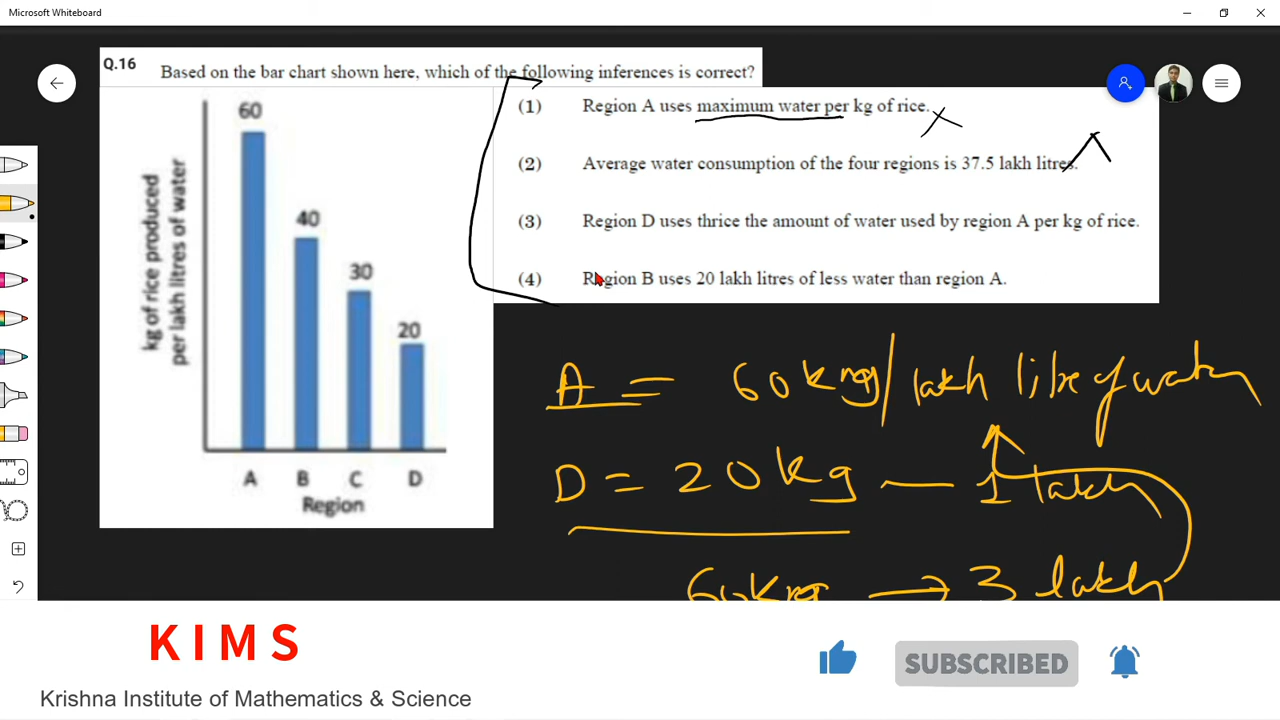 Microsoft Whiteboard
Q.16
Based on the bar chart shown here, which of the following inferences is correct?
(1) Region A uses maximum water per kg of rice.
(2) Average water consumption of the four regions is 37.5 lakh litres.
(3) Region D uses thrice the amount of water used by region A per kg of rice.
(4) Region B uses 20 lakh litres of less water than region A.
kg of rice produced
per lakh litres of water
60
40
30
20
A B C D
Region
A = 60 kg / lakh litre of water
D = 20 kg — 1 lakh
60 kg → 3 lakh
KIMS
SUBSCRIBED
Krishna Institute of Mathematics & Science